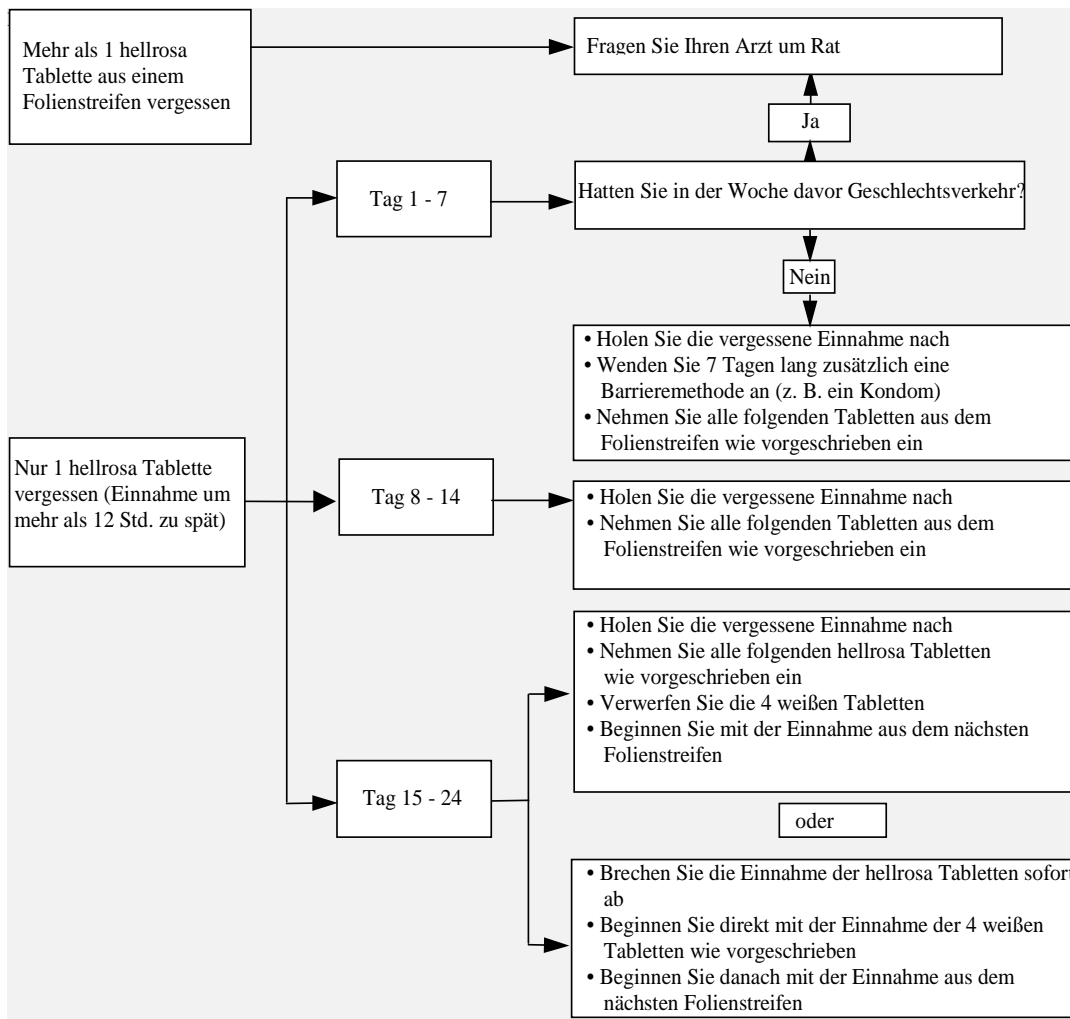 Mehr als 1 hellrosa
Tablette aus einem
Folienstreifen vergessen
Fragen Sie Ihren Arzt um Rat
Ja
Tag 1 - 7
Hatten Sie in der Woche davor Geschlechtsverkehr?
Nein
• Holen Sie die vergessene Einnahme nach
• Wenden Sie 7 Tagen lang zusätzlich eine
Barrieremethode an (z. B. ein Kondom)
• Nehmen Sie alle folgenden Tabletten aus dem
Folienstreifen wie vorgeschrieben ein
Nur 1 hellrosa Tablette
vergessen (Einnahme um
mehr als 12 Std. zu spät)
Tag 8 - 14
• Holen Sie die vergessene Einnahme nach
• Nehmen Sie alle folgenden Tabletten aus dem
Folienstreifen wie vorgeschrieben ein
• Holen Sie die vergessene Einnahme nach
• Nehmen Sie alle folgenden hellrosa Tabletten
wie vorgeschrieben ein
• Verwerfen Sie die 4 weißen Tabletten
• Beginnen Sie mit der Einnahme aus dem nächsten
Folienstreifen
Tag 15 - 24
oder
• Brechen Sie die Einnahme der hellrosa Tabletten sofort
ab
• Beginnen Sie direkt mit der Einnahme der 4 weißen
Tabletten wie vorgeschrieben
• Beginnen Sie danach mit der Einnahme aus dem
nächsten Folienstreifen